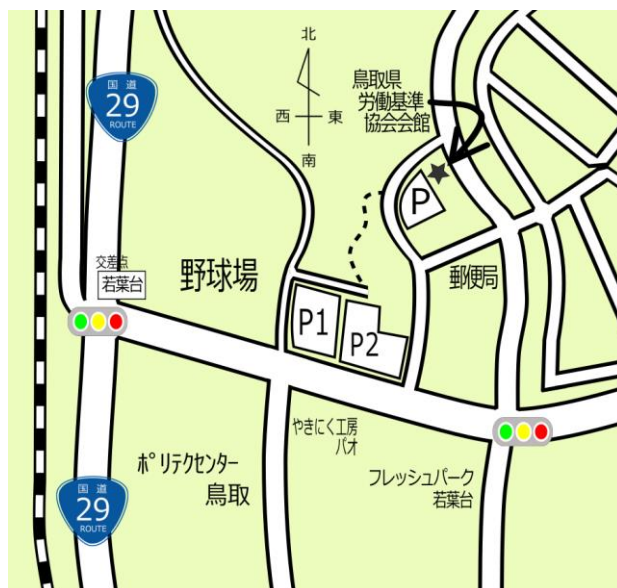 北
西
東
南
国道
29
ROUTE
鳥取県
労働基準
協会会館
P
交差点
若葉台
野球場
郵便局
P1
P2
やきにく工房
パオ
ポリテクセンター
鳥取
フレッシュパーク
若葉台
国道
29
ROUTE